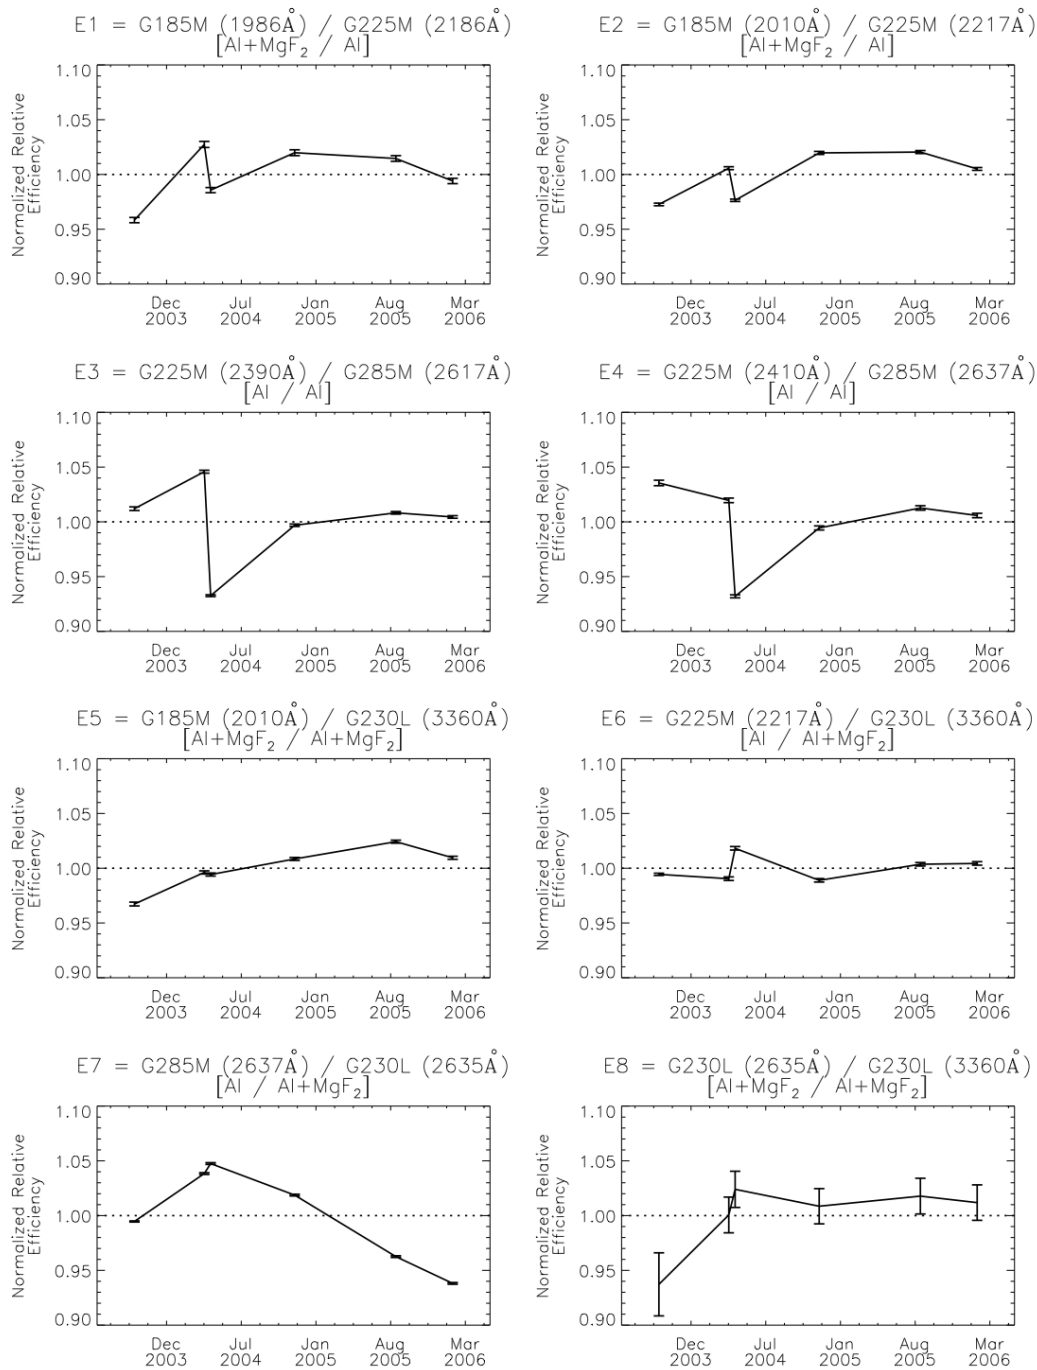 E1 = G185M (1986Å) / G225M (2186Å)
[Al+MgF₂ / Al]
Normalized Relative
Efficiency
1.10
1.05
1.00
0.95
0.90
Dec
2003
Jul
2004
Jan
2005
Aug
2005
Mar
2006
E2 = G185M (2010Å) / G225M (2217Å)
[Al+MgF₂ / Al]
Normalized Relative
Efficiency
1.10
1.05
1.00
0.95
0.90
Dec
2003
Jul
2004
Jan
2005
Aug
2005
Mar
2006
E3 = G225M (2390Å) / G285M (2617Å)
[Al / Al]
Normalized Relative
Efficiency
1.10
1.05
1.00
0.95
0.90
Dec
2003
Jul
2004
Jan
2005
Aug
2005
Mar
2006
E4 = G225M (2410Å) / G285M (2637Å)
[Al / Al]
Normalized Relative
Efficiency
1.10
1.05
1.00
0.95
0.90
Dec
2003
Jul
2004
Jan
2005
Aug
2005
Mar
2006
E5 = G185M (2010Å) / G230L (3360Å)
[Al+MgF₂ / Al+MgF₂]
Normalized Relative
Efficiency
1.10
1.05
1.00
0.95
0.90
Dec
2003
Jul
2004
Jan
2005
Aug
2005
Mar
2006
E6 = G225M (2217Å) / G230L (3360Å)
[Al / Al+MgF₂]
Normalized Relative
Efficiency
1.10
1.05
1.00
0.95
0.90
Dec
2003
Jul
2004
Jan
2005
Aug
2005
Mar
2006
E7 = G285M (2637Å) / G230L (2635Å)
[Al / Al+MgF₂]
Normalized Relative
Efficiency
1.10
1.05
1.00
0.95
0.90
Dec
2003
Jul
2004
Jan
2005
Aug
2005
Mar
2006
E8 = G230L (2635Å) / G230L (3360Å)
[Al+MgF₂ / Al+MgF₂]
Normalized Relative
Efficiency
1.10
1.05
1.00
0.95
0.90
Dec
2003
Jul
2004
Jan
2005
Aug
2005
Mar
2006